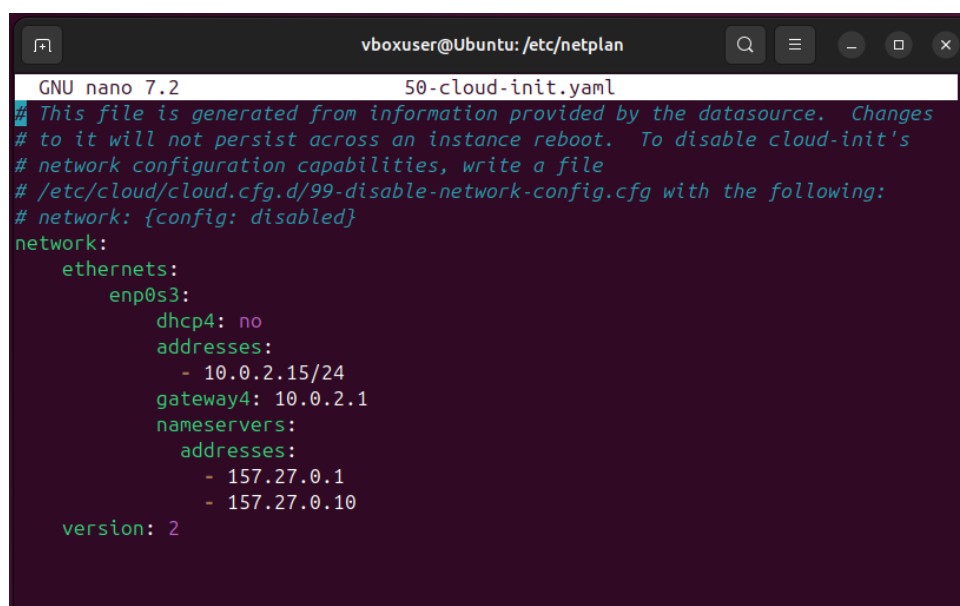 vboxuser@Ubuntu: /etc/netplan
GNU nano 7.2 50-cloud-init.yaml
# This file is generated from information provided by the datasource.  Changes
# to it will not persist across an instance reboot.  To disable cloud-init's
# network configuration capabilities, write a file
# /etc/cloud/cloud.cfg.d/99-disable-network-config.cfg with the following:
# network: {config: disabled}
network:
    ethernets:
        enp0s3:
            dhcp4: no
            addresses:
              - 10.0.2.15/24
            gateway4: 10.0.2.1
            nameservers:
              addresses:
                - 157.27.0.1
                - 157.27.0.10
    version: 2